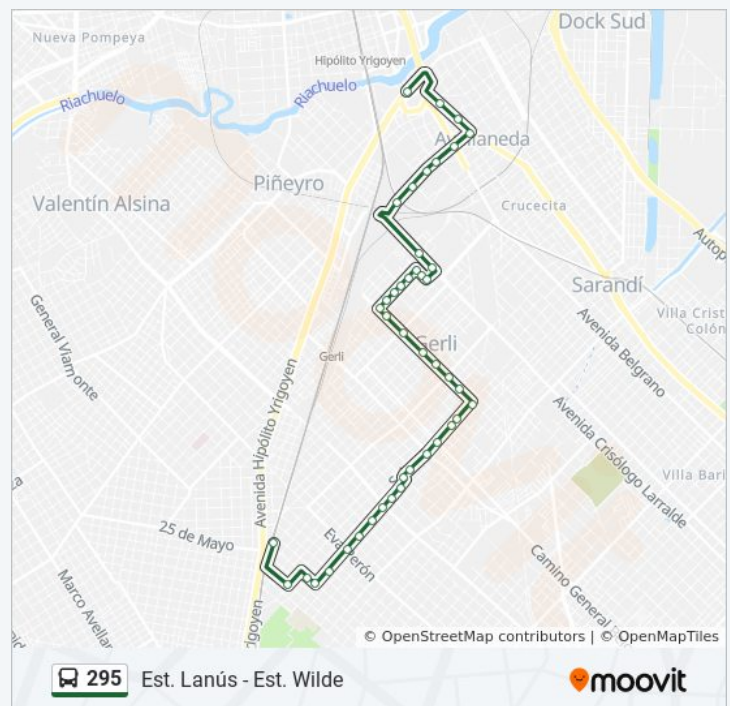 Dock Sud
Nueva Pompeya
Hipólito Yrigoyen
Riachuelo
Riachuelo
Avellaneda
Piñeyro
Valentín Alsina
Crucecita
Autop
Sarandí
General Viamonte
Villa Crist
Colón
Avenida Belgrano
Gerli
Gerli
Avenida Hipólito Yrigoyen
Avenida Crisólogo Larralde
Villa Bari
25 de Mayo
Eva Perón
Camino General
Marco Avellan
rigoyen
© OpenStreetMap contributors | © OpenMapTiles
295 Est. Lanús - Est. Wilde
moovit